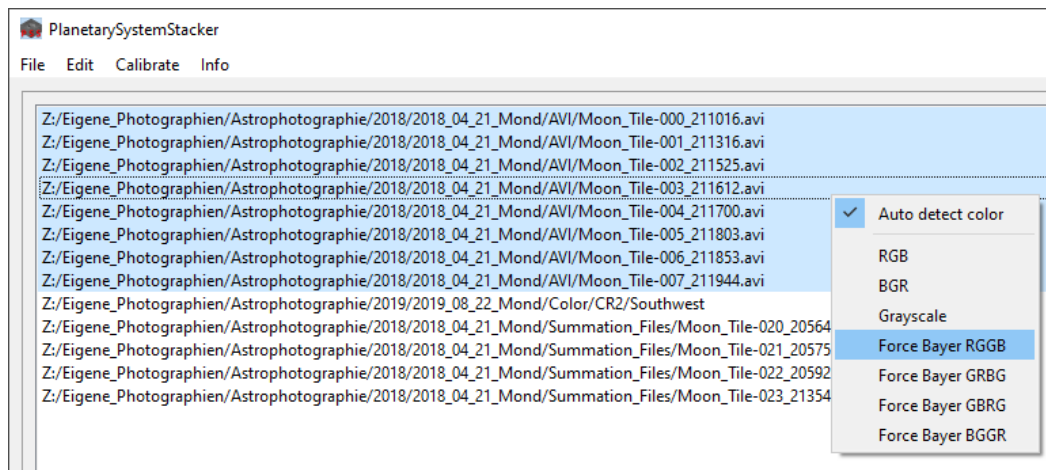 PlanetarySystemStacker
File Edit Calibrate Info
Z:/Eigene_Photographien/Astrophotographie/2018/2018_04_21_Mond/AVI/Moon_Tile-000_211016.avi
Z:/Eigene_Photographien/Astrophotographie/2018/2018_04_21_Mond/AVI/Moon_Tile-001_211316.avi
Z:/Eigene_Photographien/Astrophotographie/2018/2018_04_21_Mond/AVI/Moon_Tile-002_211525.avi
Z:/Eigene_Photographien/Astrophotographie/2018/2018_04_21_Mond/AVI/Moon_Tile-003_211612.avi
Z:/Eigene_Photographien/Astrophotographie/2018/2018_04_21_Mond/AVI/Moon_Tile-004_211700.avi
Z:/Eigene_Photographien/Astrophotographie/2018/2018_04_21_Mond/AVI/Moon_Tile-005_211803.avi
Z:/Eigene_Photographien/Astrophotographie/2018/2018_04_21_Mond/AVI/Moon_Tile-006_211853.avi
Z:/Eigene_Photographien/Astrophotographie/2018/2018_04_21_Mond/AVI/Moon_Tile-007_211944.avi
Z:/Eigene_Photographien/Astrophotographie/2019/2019_08_22_Mond/Color/CR2/Southwest
Z:/Eigene_Photographien/Astrophotographie/2018/2018_04_21_Mond/Summation_Files/Moon_Tile-020_20564
Z:/Eigene_Photographien/Astrophotographie/2018/2018_04_21_Mond/Summation_Files/Moon_Tile-021_20575
Z:/Eigene_Photographien/Astrophotographie/2018/2018_04_21_Mond/Summation_Files/Moon_Tile-022_20592
Z:/Eigene_Photographien/Astrophotographie/2018/2018_04_21_Mond/Summation_Files/Moon_Tile-023_21354
Auto detect color
RGB
BGR
Grayscale
Force Bayer RGGB
Force Bayer GRBG
Force Bayer GBRG
Force Bayer BGGR